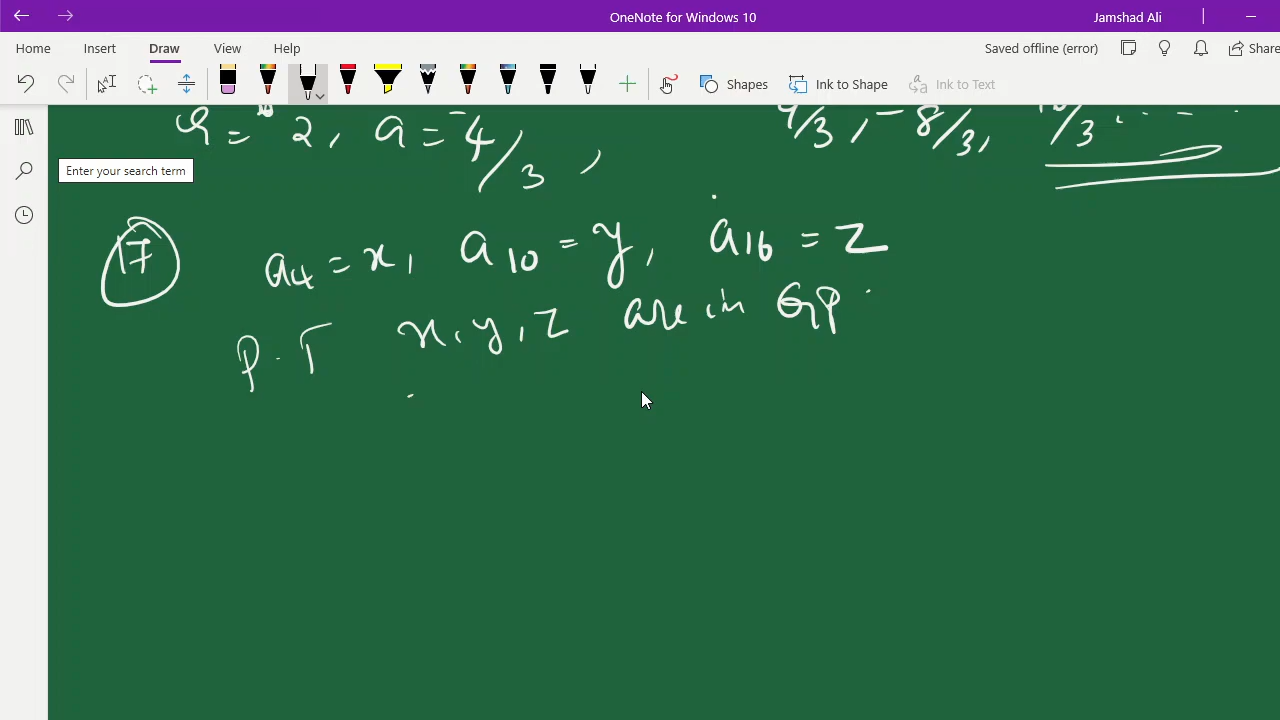 OneNote for Windows 10
Jamshad Ali
Home Insert Draw View Help
Saved offline (error)
Share
Shapes
Ink to Shape
Ink to Text
r = 2, a = -4/3,
4/3, -8/3, 16/3, ....
Enter your search term
17
a4 = x, a10 = y, a16 = z
P.T x, y, z are in GP.